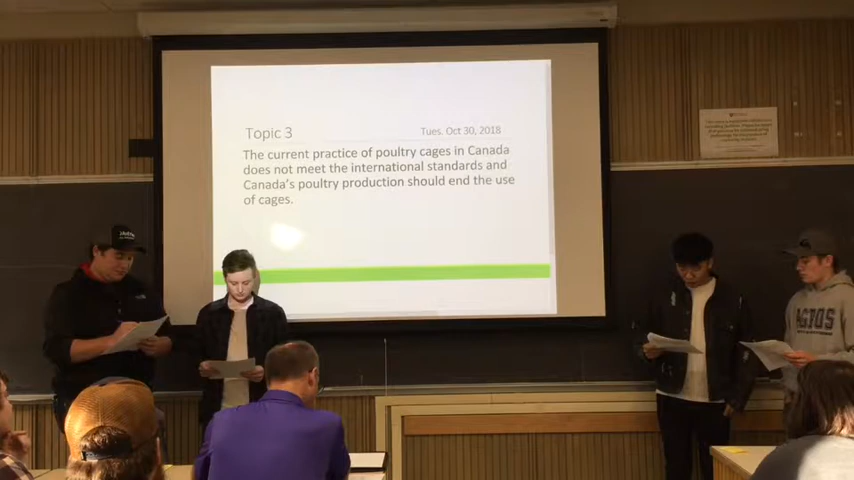 Topic 3
Tues. Oct 30, 2018
The current practice of poultry cages in Canada
does not meet the international standards and
Canada's poultry production should end the use
of cages.